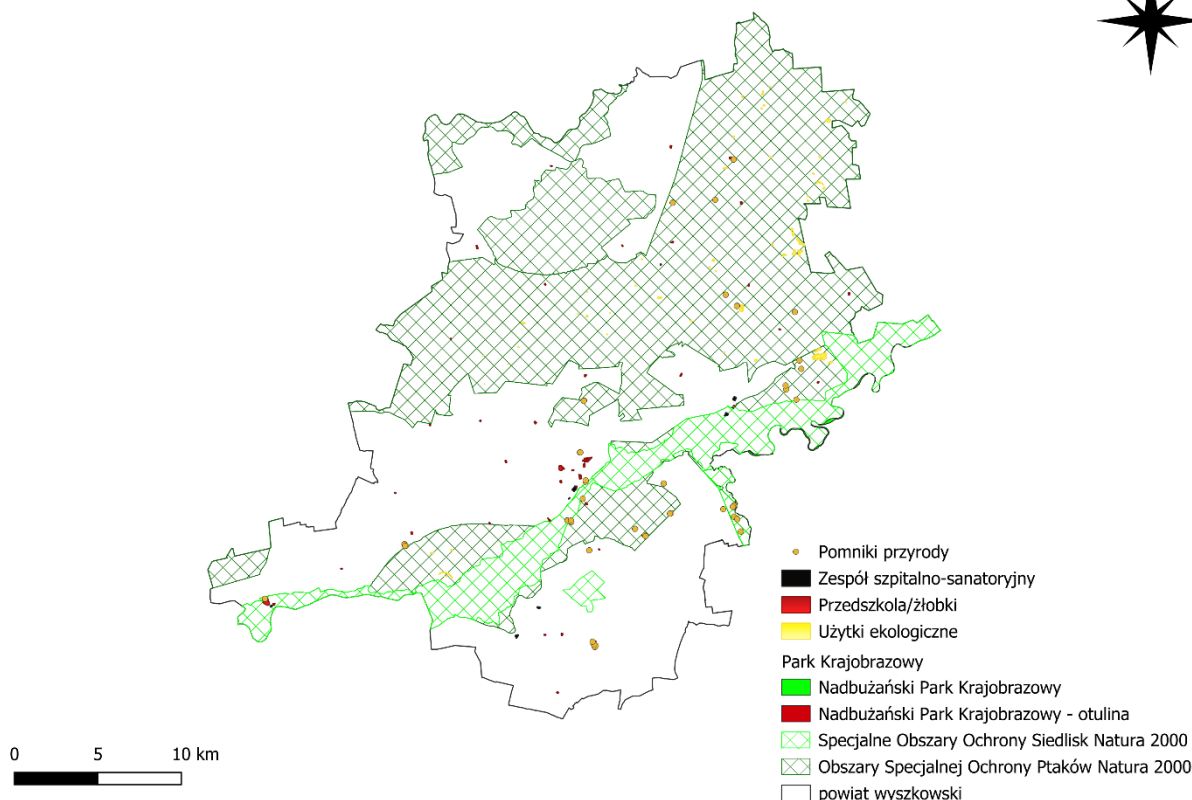 Pomniki przyrody
Zespół szpitalno-sanatoryjny
Przedszkola/żłobki
Użytki ekologiczne
Park Krajobrazowy
Nadbużański Park Krajobrazowy
Nadbużański Park Krajobrazowy - otulina
Specjalne Obszary Ochrony Siedlisk Natura 2000
Obszary Specjalnej Ochrony Ptaków Natura 2000
powiat wyszkowski
0 5 10 km